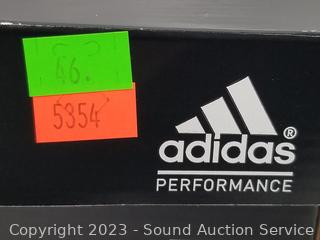 46.
5354
adidas®
PERFORMANCE
Copyright 2023 - Sound Auction Service